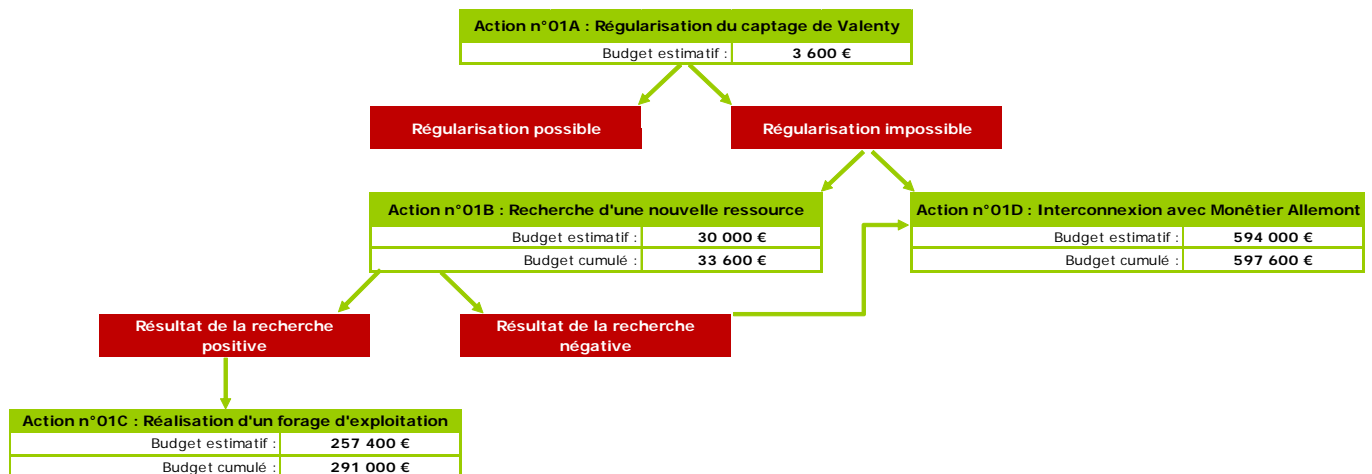 Action n°01A : Régularisation du captage de Valenty
Budget estimatif : 3 600 €
Régularisation possible
Régularisation impossible
Action n°01B : Recherche d'une nouvelle ressource
Budget estimatif : 30 000 €
Budget cumulé : 33 600 €
Action n°01D : Interconnexion avec Monêtier Allemont
Budget estimatif : 594 000 €
Budget cumulé : 597 600 €
Résultat de la recherche
positive
Résultat de la recherche
négative
Action n°01C : Réalisation d'un forage d'exploitation
Budget estimatif : 257 400 €
Budget cumulé : 291 000 €